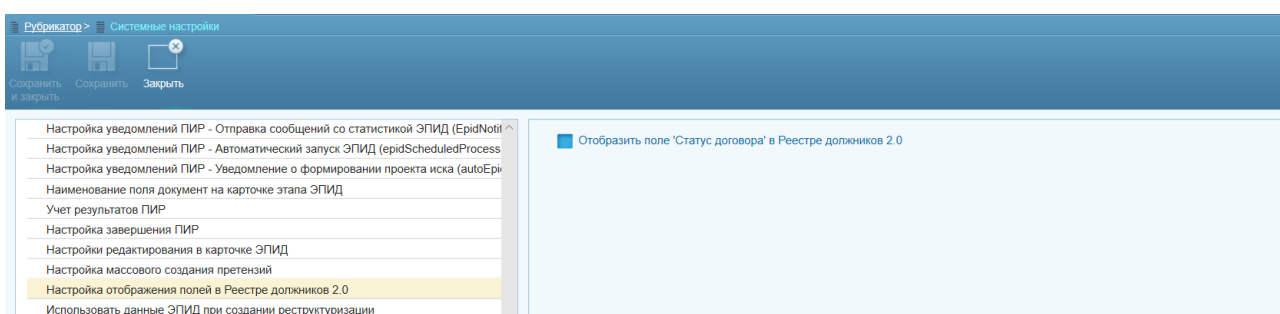 Рубрикатор > Системные настройки
Сохранить и закрыть
Сохранить
Закрыть
Настройка уведомлений ПИР - Отправка сообщений со статистикой ЭПИД (EpidNotif
Настройка уведомлений ПИР - Автоматический запуск ЭПИД (epidScheduledProcess
Настройка уведомлений ПИР - Уведомление о формировании проекта иска (autoEpi
Наименование поля документ на карточке этапа ЭПИД
Учет результатов ПИР
Настройка завершения ПИР
Настройки редактирования в карточке ЭПИД
Настройка массового создания претензий
Настройка отображения полей в Реестре должников 2.0
Использовать данные ЭПИД при создании реструктуризации
Отобразить поле 'Статус договора' в Реестре должников 2.0